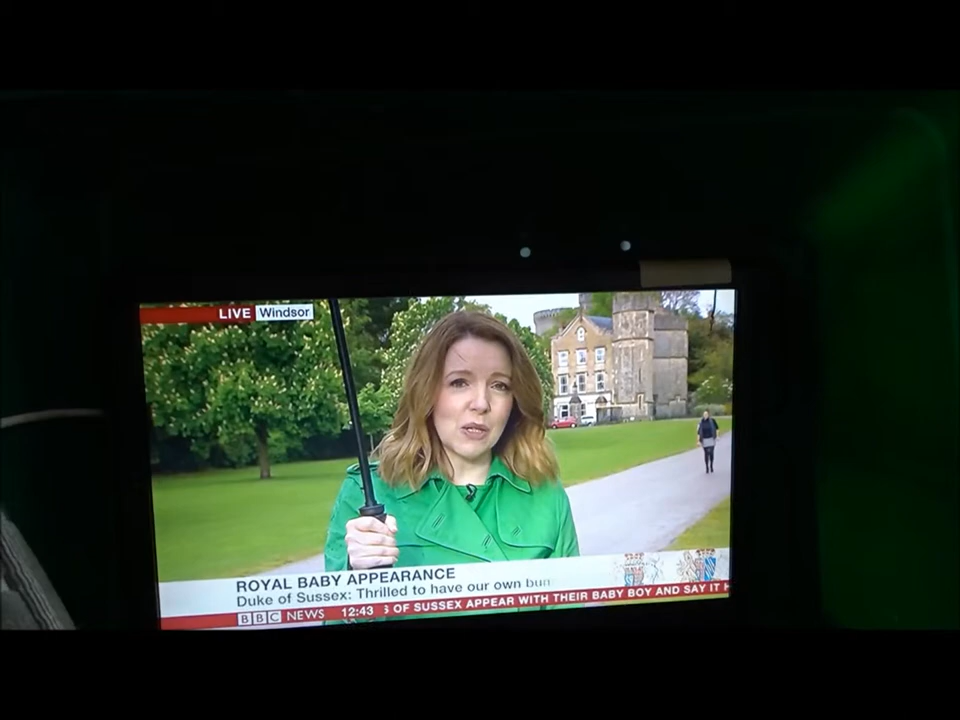 LIVE Windsor
ROYAL BABY APPEARANCE
Duke of Sussex: Thrilled to have our own bun
BBC NEWS 12:43 S OF SUSSEX APPEAR WITH THEIR BABY BOY AND SAY IT H